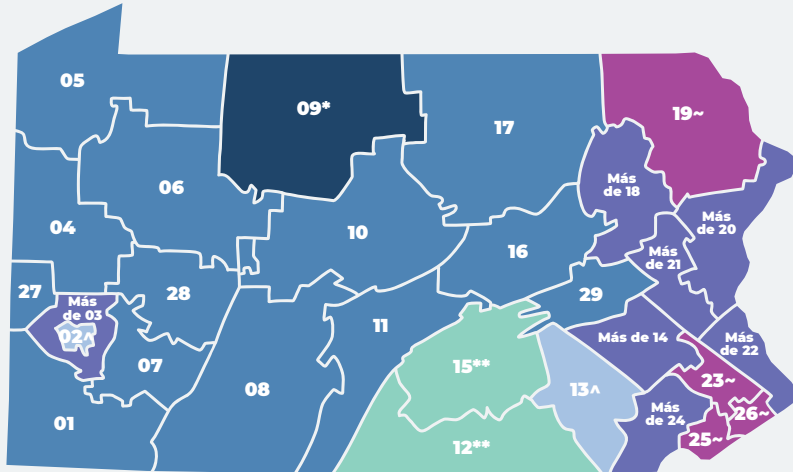 05
09*
17
19~
06
Más
de 18
04
10
Más
de 20
16
Más
de 21
27
28
29
Más
de 03
02^
11
07
Más de 14
Más
de 22
15**
08
13^
23~
01
Más
de 24
26~
25~
12**